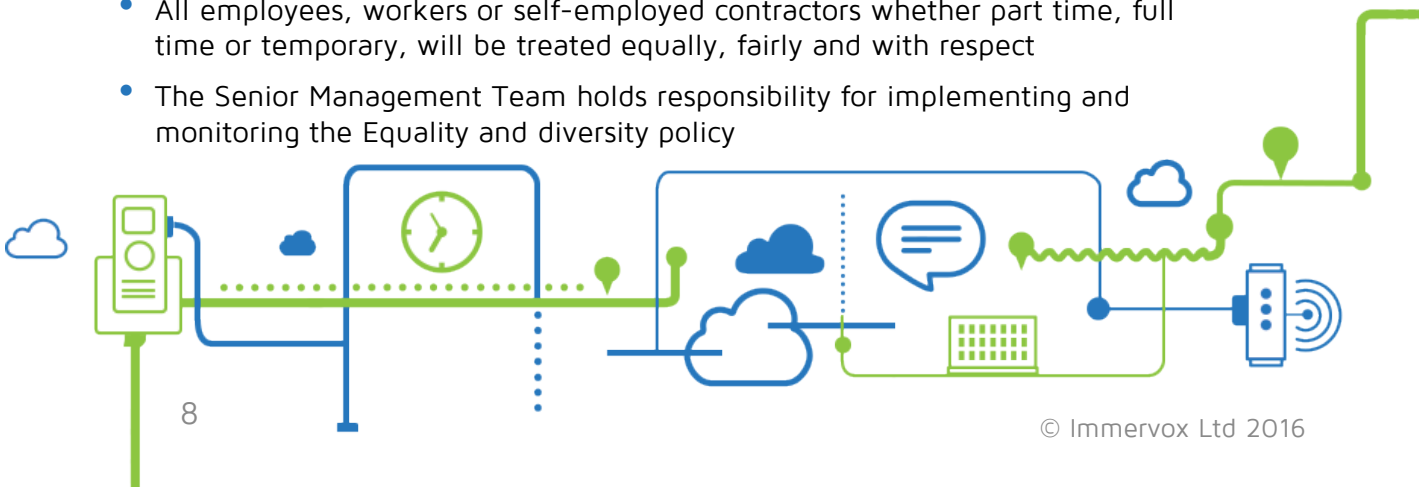 • All employees, workers or self-employed contractors whether part time, full
time or temporary, will be treated equally, fairly and with respect
• The Senior Management Team holds responsibility for implementing and
monitoring the Equality and diversity policy
8
© Immervox Ltd 2016